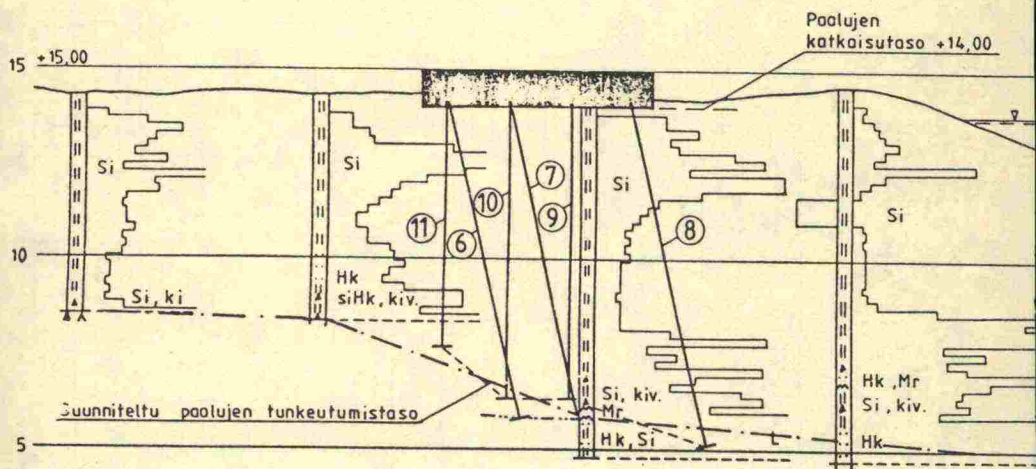 Paalujen
katkaisutaso +14,00
15
+15,00
Si
Si
Si
Si
7
10
9
11
6
8
10
Hk
siHk, kiv.
Si, ki
Hk, Mr
Si, kiv.
Si, kiv.
Mr
Suunniteltu paalujen tunkeutumistaso
Hk, Si
Hk
5